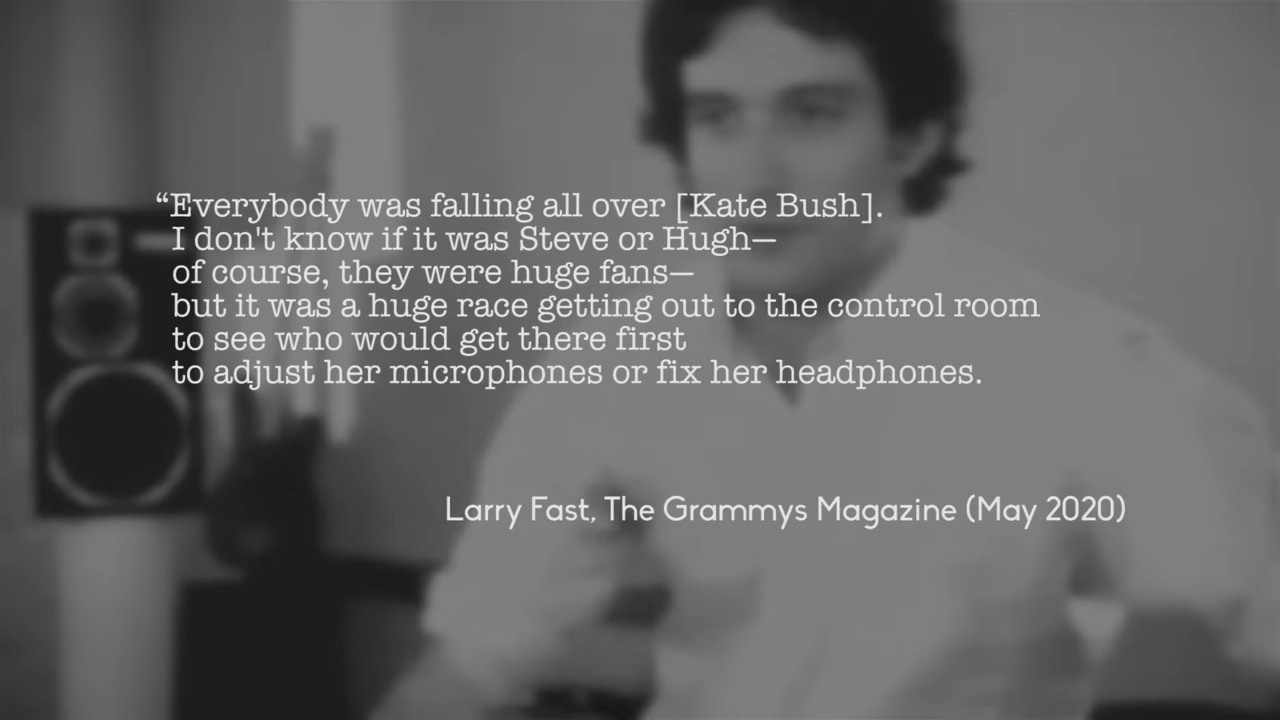 “Everybody was falling all over [Kate Bush].
I don't know if it was Steve or Hugh—
of course, they were huge fans—
but it was a huge race getting out to the control room
to see who would get there first
to adjust her microphones or fix her headphones.
Larry Fast, The Grammys Magazine (May 2020)